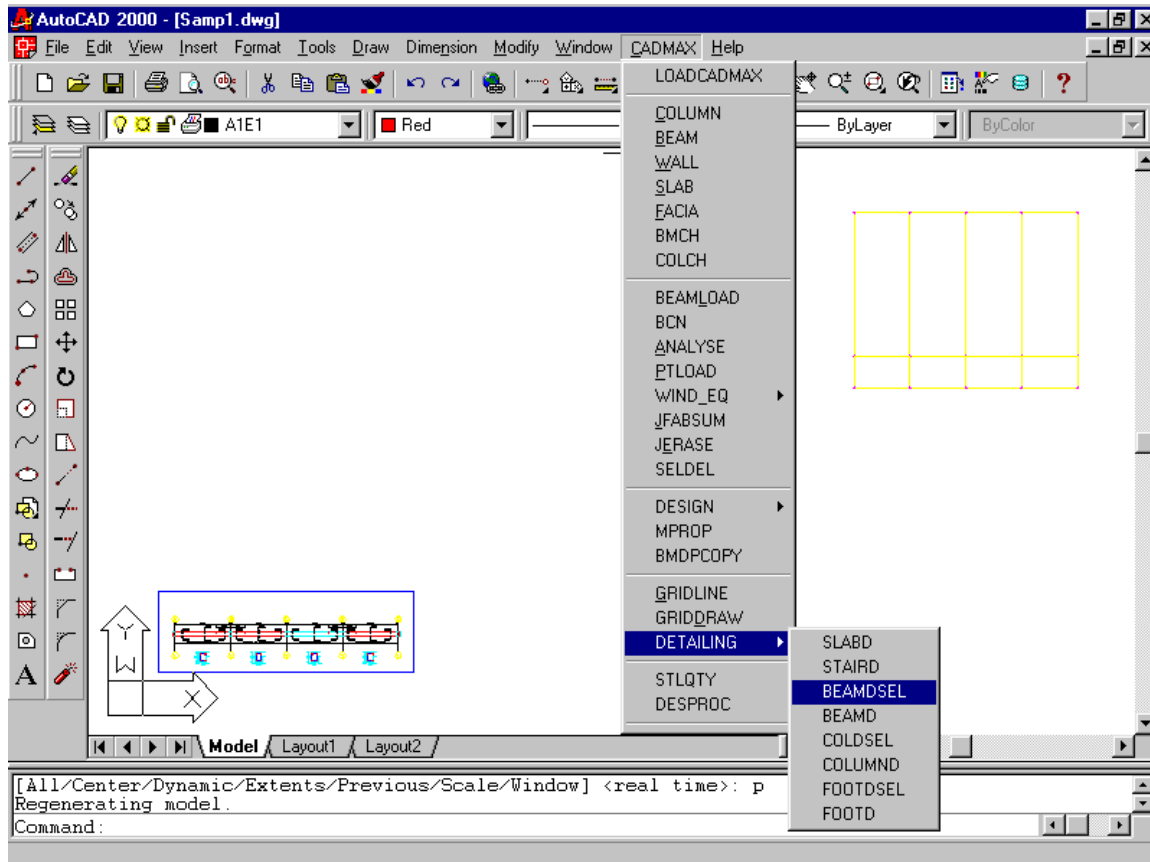 AutoCAD 2000 - [Samp1.dwg]
File Edit View Insert Format Tools Draw Dimension Modify Window CADMAX Help
A1E1 Red ByLayer ByColor
LOADCADMAX
COLUMN
BEAM
WALL
SLAB
FACIA
BMCH
COLCH
BEAMLOAD
BCN
ANALYSE
PTLOAD
WIND_EQ
JFABSUM
JERASE
SELDEL
DESIGN
MPROP
BMDPCOPY
GRIDLINE
GRIDDRAW
DETAILING
STLQTY
DESPROC
SLABD
STAIRD
BEAMDSEL
BEAMD
COLDSEL
COLUMND
FOOTDSEL
FOOTD
A
Y
W
X
Model Layout1 Layout2
[All/Center/Dynamic/Extents/Previous/Scale/Window] <real time>: p
Regenerating model.
Command: